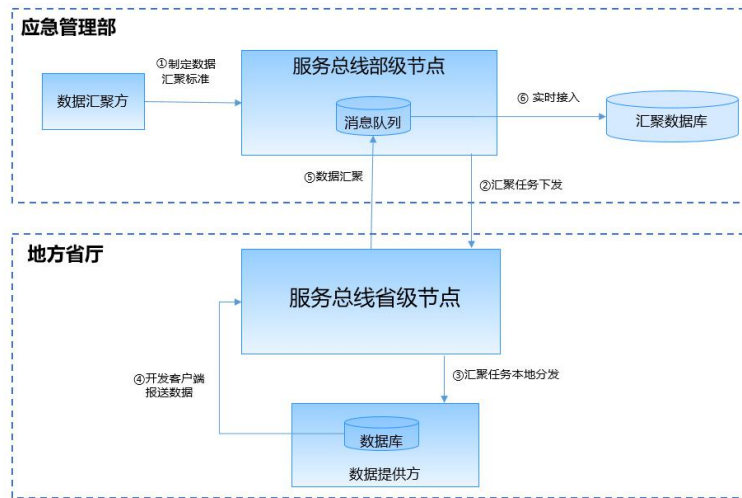 应急管理部
服务总线部级节点
①制定数据
汇聚标准
数据汇聚方
消息队列
⑥ 实时接入
汇聚数据库
⑤数据汇聚
②汇聚任务下发
地方省厅
服务总线省级节点
④开发客户端
报送数据
③汇聚任务本地分发
数据库
数据提供方